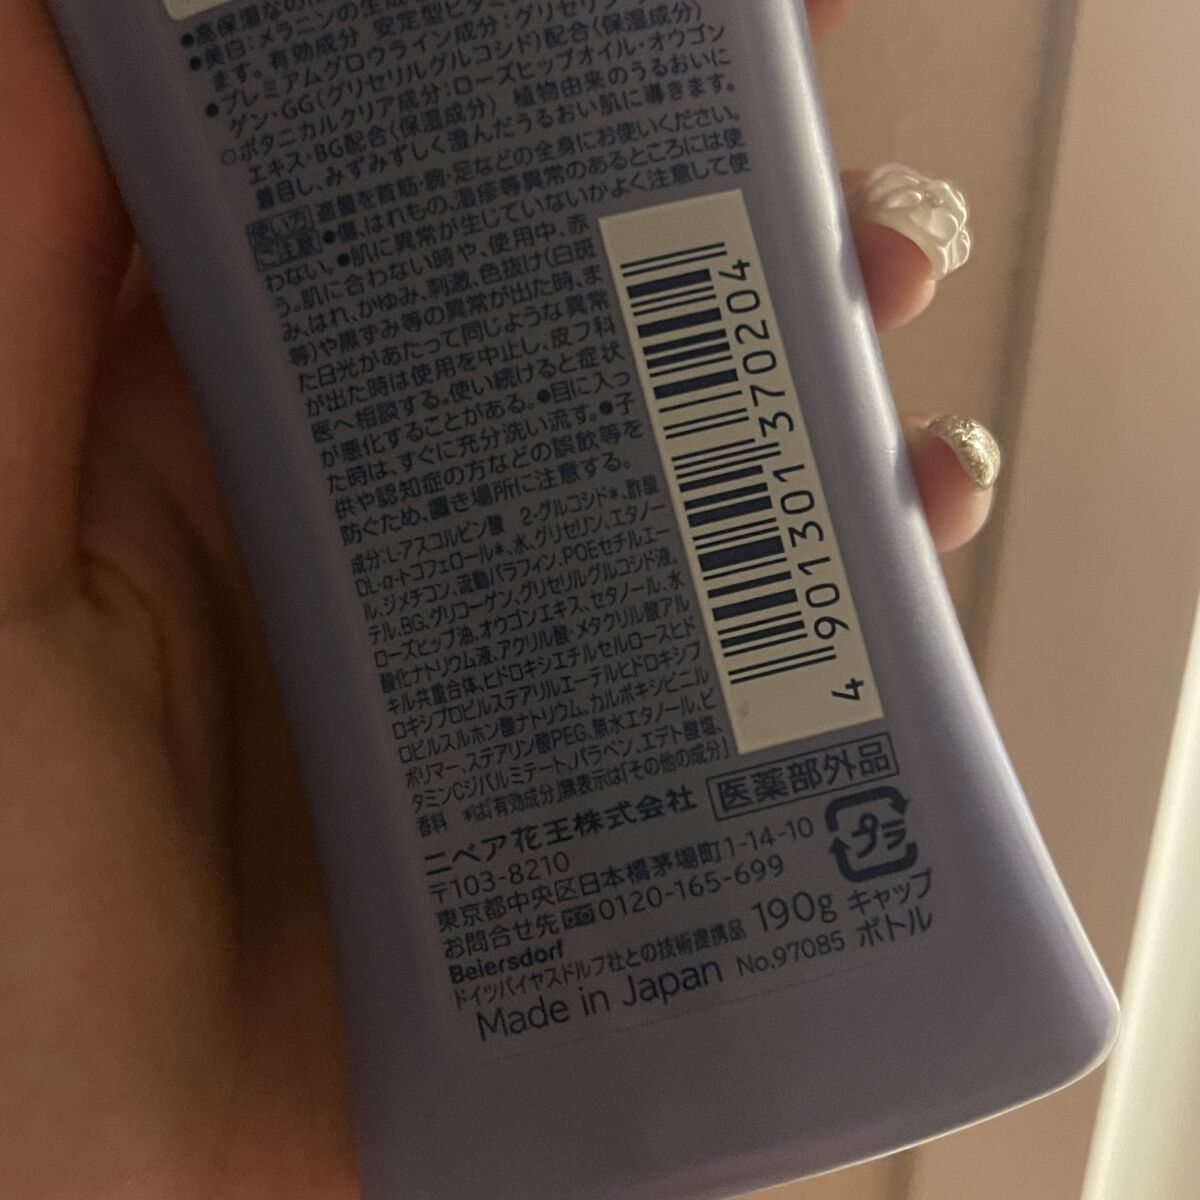 ●高保湿なのに
●美白:メラニンの生成
ます。有効成分 安定型ビタミ
●プレミアムグロウライン成分:グリセリン・
ゲン・GG(グリセリルグルコシド)配合(保湿成分)
○ボタニカルクリア成分:ローズヒップオイル・オウゴン
エキス・BG配合(保湿成分) 植物由来のうるおいに
着目し、みずみずしく澄んだうるおい肌に導きます。
使い方 適量を首筋・腕・足などの全身にお使いください。
ご注意 ●傷、はれもの、湿疹等異常のあるところには使
わない。●肌に異常が生じていないかよく注意して使
う。肌に合わない時や、使用中、赤
み、はれ、かゆみ、刺激、色抜け(白斑
等)や黒ずみ等の異常が出た時、ま
た日光があたって同じような異常
が出た時は使用を中止し、皮フ科
医へ相談する。使い続けると症状
が悪化することがある。●目に入っ
た時は、すぐに充分洗い流す。●子
供や認知症の方などの誤飲等を
防ぐため、置き場所に注意する。
成分:L-アスコルビン酸 2-グルコシド*、酢酸
DL-α-トコフェロール*、水、グリセリン、エタノー
ル、ジメチコン、流動パラフィン、POEセチルエー
テル、BG、グリコーゲン、グリセリルグルコシド液、
ローズヒップ油、オウゴンエキス、セタノール、水
酸化ナトリウム液、アクリル酸・メタクリル酸アル
キル共重合体、ヒドロキシエチルセルロースヒド
ロキシプロピルステアリルエーテルヒドロキシプ
ロピルスルホン酸ナトリウム、カルボキシビニル
ポリマー、ステアリン酸PEG、無水エタノール、ビ
タミンCジパルミテート、パラベン、エデト酸塩、
香料 *は「有効成分」無表示は「その他の成分」
4 901301 370204
ニベア花王株式会社 医薬部外品
〒103-8210
東京都中央区日本橋茅場町1-14-10
お問合せ先 0120-165-699
プラ
Beiersdorf
ドイツバイヤスドルフ社との技術提携品 190g キャップ
Made in Japan No.97085 ボトル